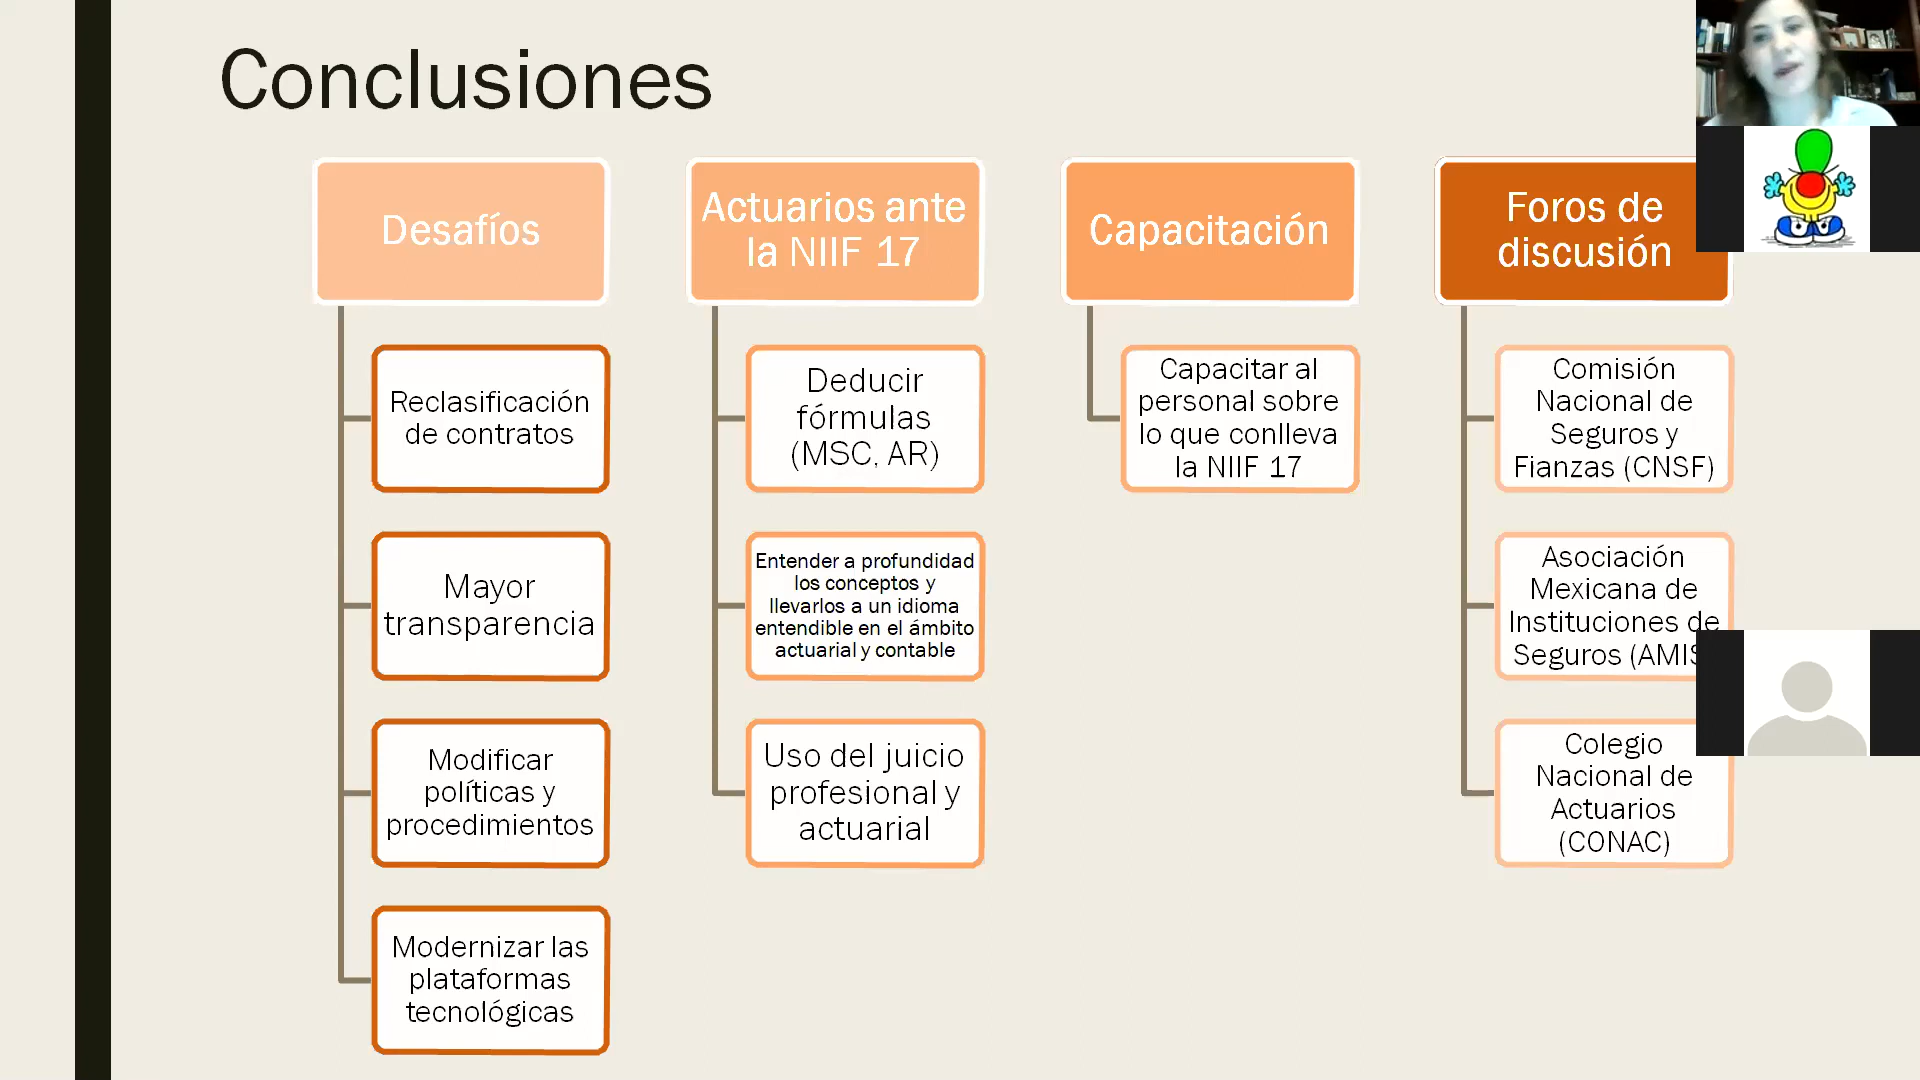 Conclusiones
Desafíos
Reclasificación
de contratos
Mayor
transparencia
Modificar
políticas y
procedimientos
Modernizar las
plataformas
tecnológicas
Actuarios ante
la NIIF 17
Deducir
fórmulas
(MSC, AR)
Entender a profundidad
los conceptos y
llevarlos a un idioma
entendible en el ámbito
actuarial y contable
Uso del juicio
profesional y
actuarial
Capacitación
Capacitar al
personal sobre
lo que conlleva
la NIIF 17
Foros de
discusión
Comisión
Nacional de
Seguros y
Fianzas (CNSF)
Asociación
Mexicana de
Instituciones de
Seguros (AMIS
Colegio
Nacional de
Actuarios
(CONAC)